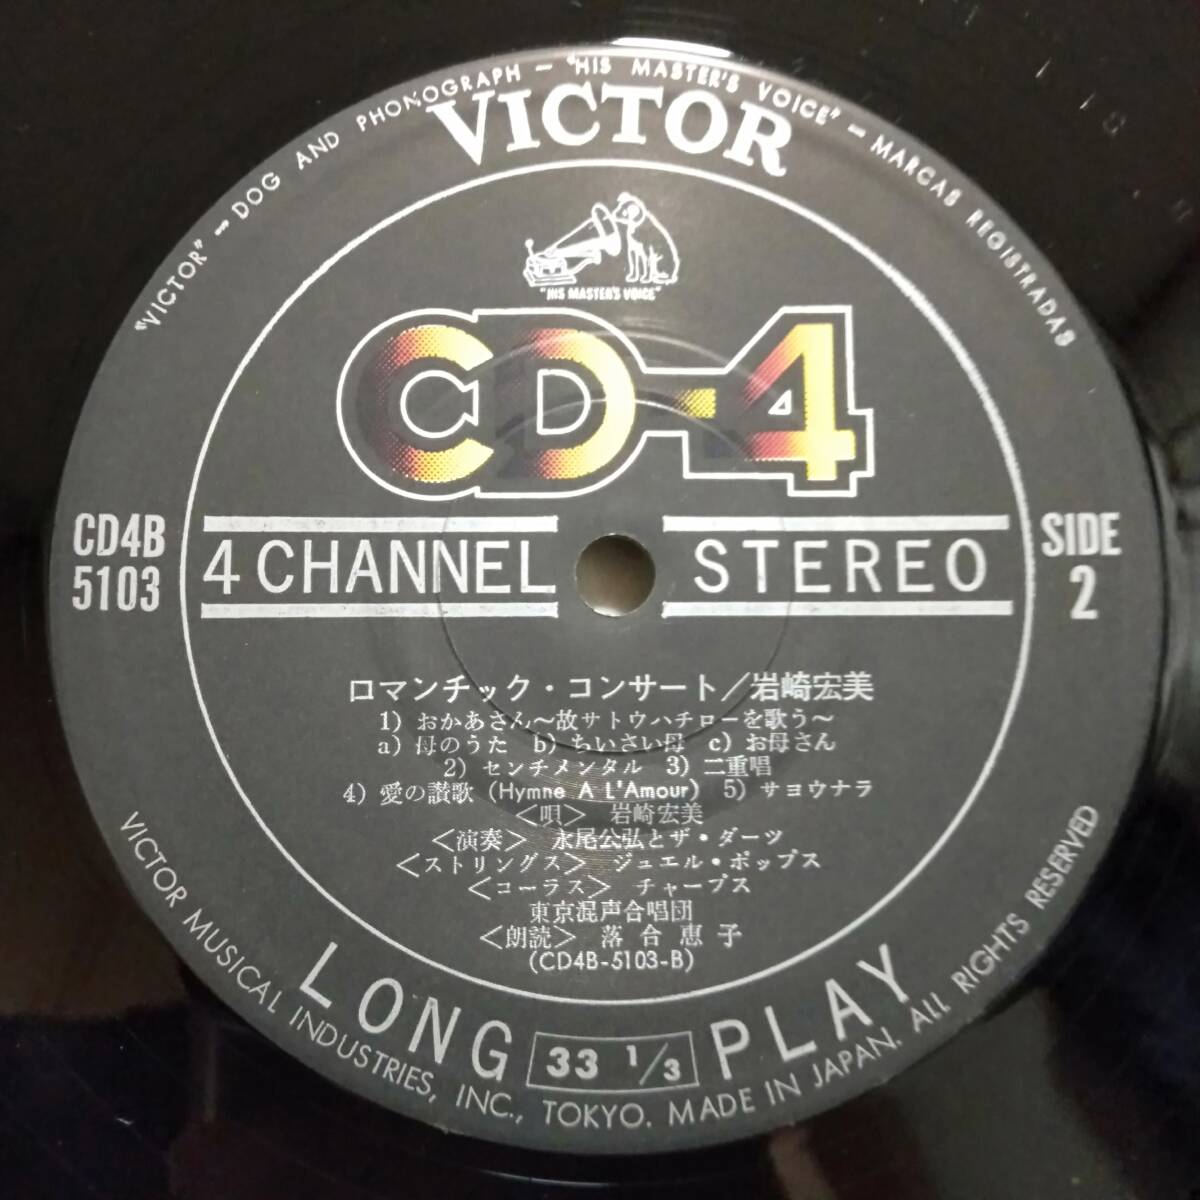 "VICTOR" — DOG AND PHONOGRAPH — "HIS MASTER'S VOICE" — MARCAS REGISTRADAS
VICTOR
"HIS MASTER'S VOICE"
CD-4
CD4B
5103
4 CHANNEL STEREO
SIDE
2
ロマンチック・コンサート／岩崎宏美
1) おかあさん～故サトウハチローを歌う～
a) 母のうた b) ちいさい母 c) お母さん
2) センチメンタル 3) 二重唱
4) 愛の讃歌 (Hymne A L'Amour) 5) サヨウナラ
＜唄＞ 岩崎宏美
＜演奏＞ 永尾公弘とザ・ダーツ
＜ストリングス＞ ジュエル・ポップス
＜コーラス＞ チャープス
東京混声合唱団
＜朗読＞ 落合恵子
(CD4B-5103-B)
LONG 33 1/3 PLAY
VICTOR MUSICAL INDUSTRIES, INC., TOKYO. MADE IN JAPAN. ALL RIGHTS RESERVED